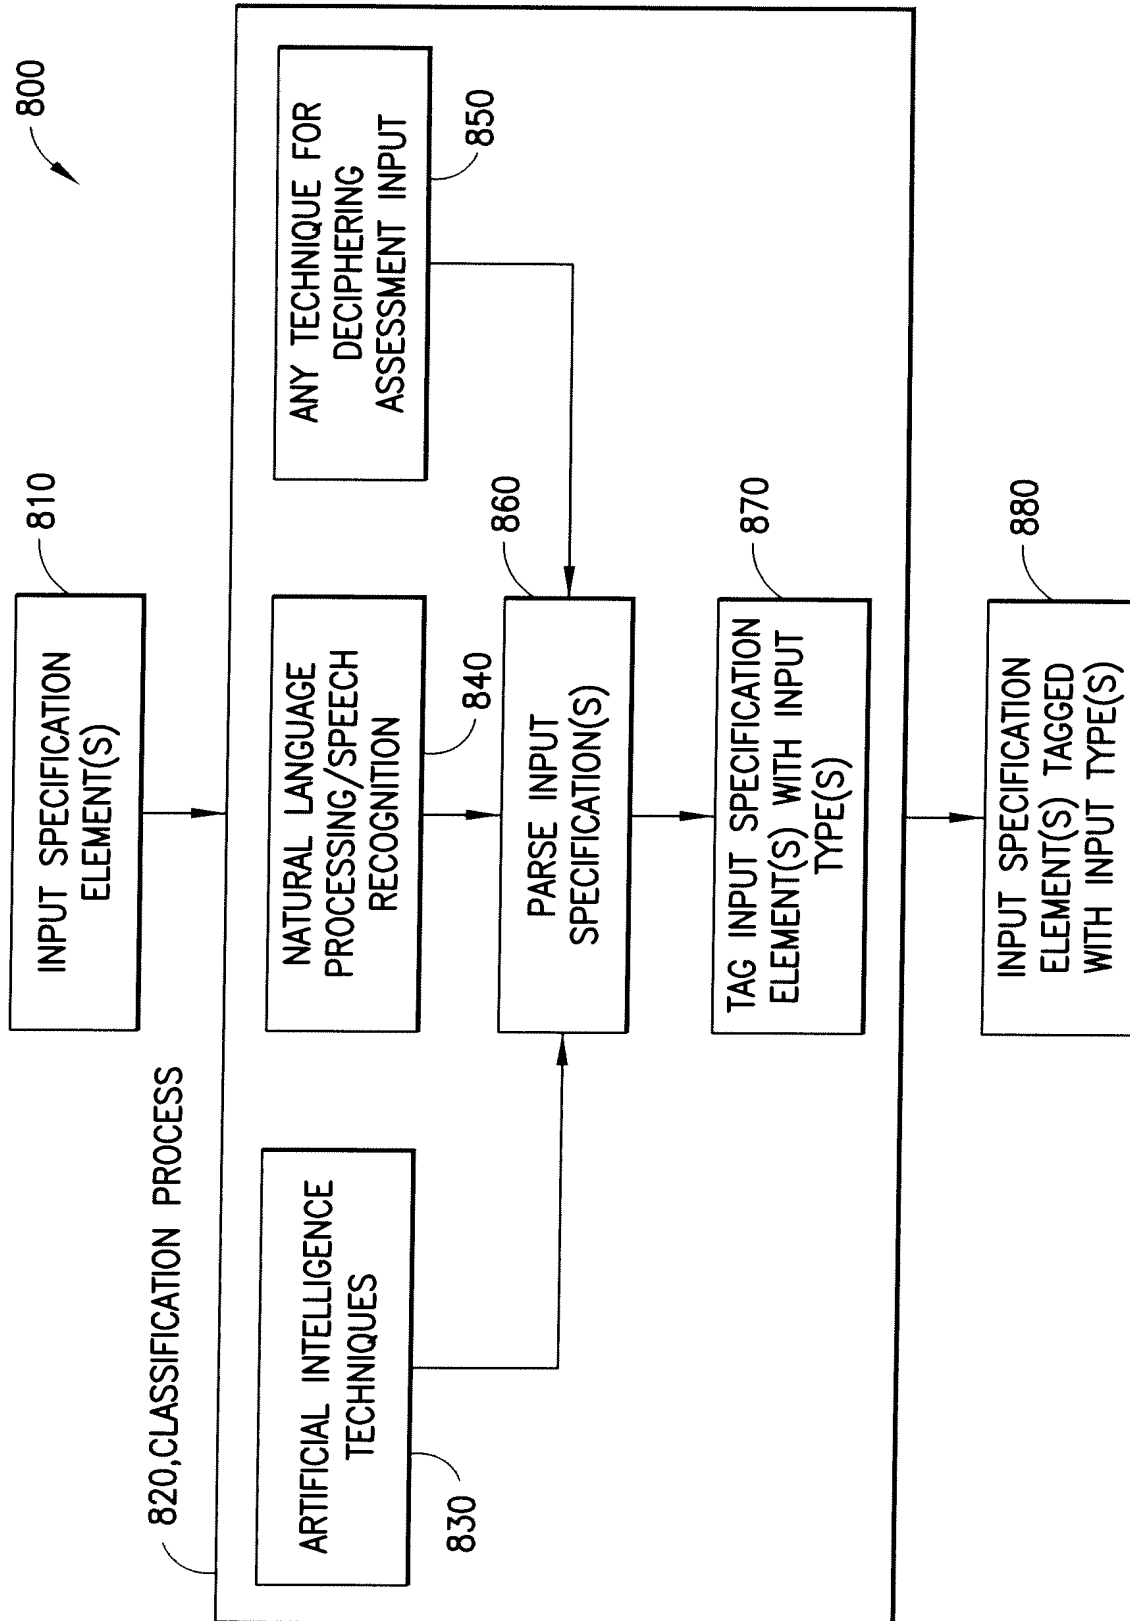 800
810
INPUT SPECIFICATION
ELEMENT(S)
820,CLASSIFICATION PROCESS
ARTIFICIAL INTELLIGENCE
TECHNIQUES
830
NATURAL LANGUAGE
PROCESSING/SPEECH
RECOGNITION
840
ANY TECHNIQUE FOR
DECIPHERING
ASSESSMENT INPUT
850
860
PARSE INPUT
SPECIFICATION(S)
870
TAG INPUT SPECIFICATION
ELEMENT(S) WITH INPUT
TYPE(S)
880
INPUT SPECIFICATION
ELEMENT(S) TAGGED
WITH INPUT TYPE(S)